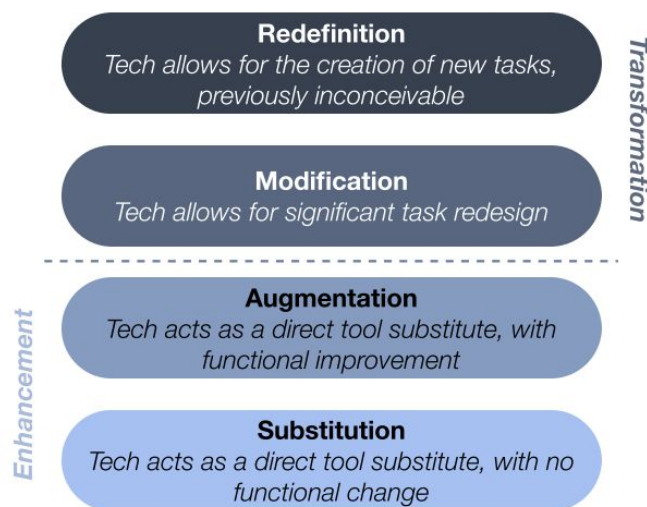 Redefinition
Tech allows for the creation of new tasks,
previously inconceivable
Transformation
Modification
Tech allows for significant task redesign
Augmentation
Tech acts as a direct tool substitute, with
functional improvement
Enhancement
Substitution
Tech acts as a direct tool substitute, with no
functional change